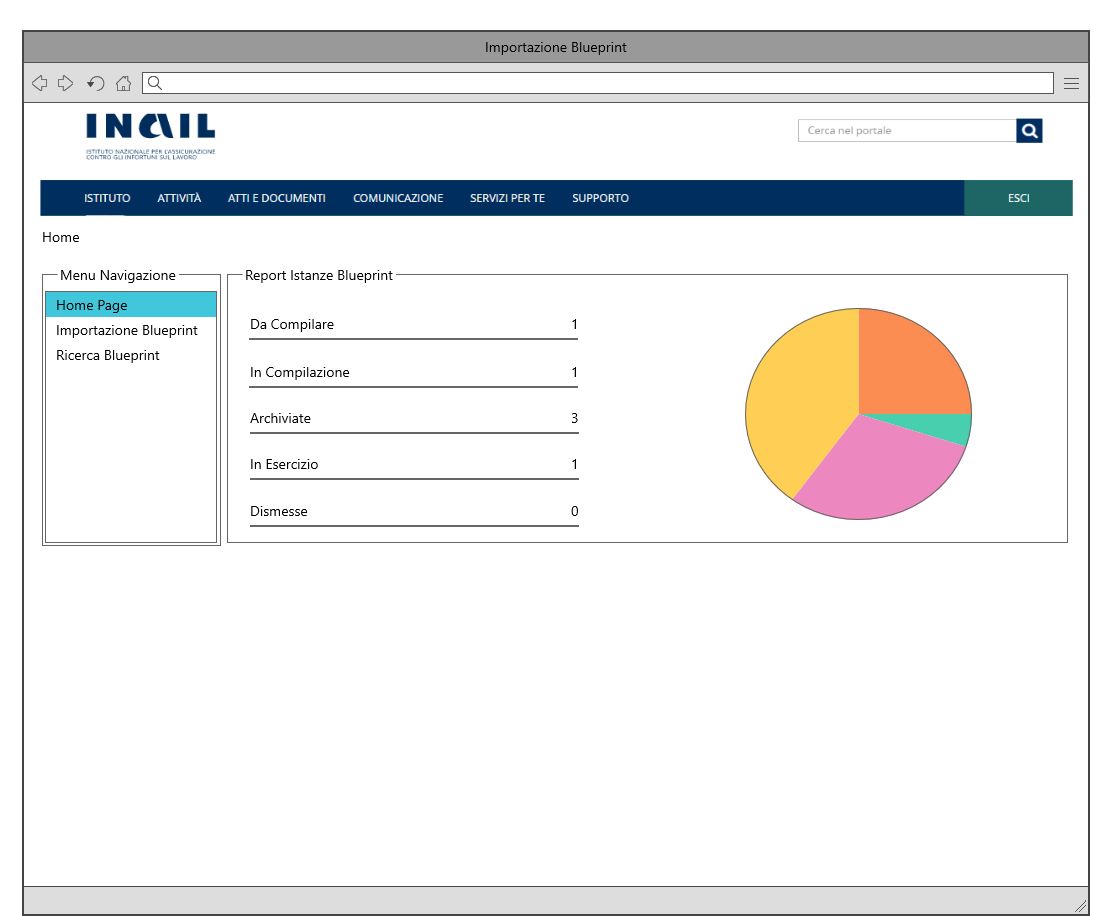 Importazione Blueprint
INAIL
ISTITUTO NAZIONALE PER L'ASSICURAZIONE
CONTRO GLI INFORTUNI SUL LAVORO
Cerca nel portale
ISTITUTO ATTIVITÀ ATTI E DOCUMENTI COMUNICAZIONE SERVIZI PER TE SUPPORTO ESCI
Home
Menu Navigazione
Home Page
Importazione Blueprint
Ricerca Blueprint
Report Istanze Blueprint
Da Compilare 1
In Compilazione 1
Archiviate 3
In Esercizio 1
Dismesse 0